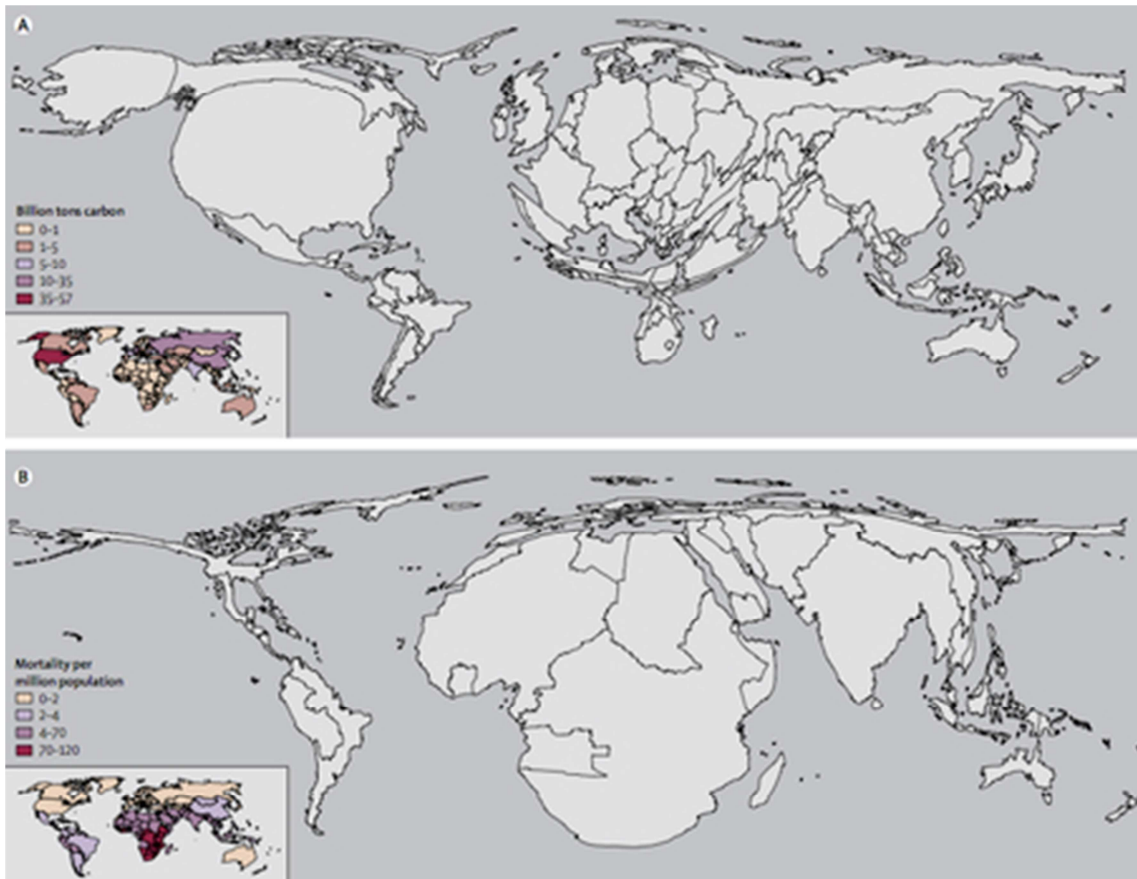 A
Billion tons carbon
0-1
1-5
5-10
10-35
35-57
B
Mortality per
million population
0-2
2-4
4-70
70-120